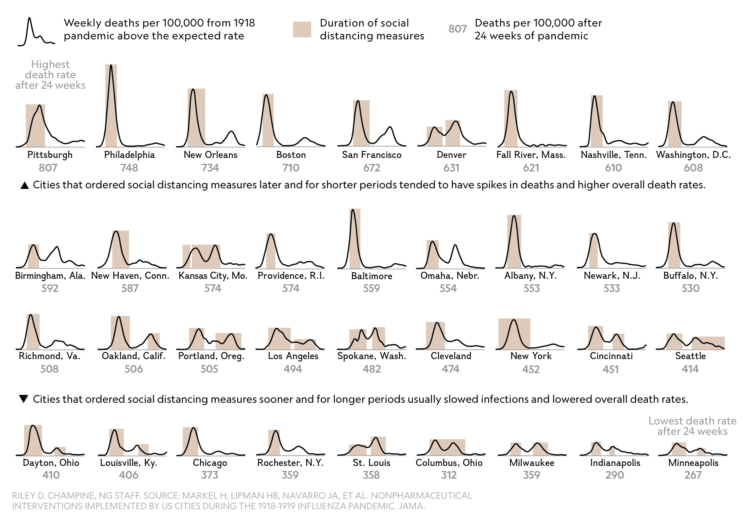 Weekly deaths per 100,000 from 1918
pandemic above the expected rate
Duration of social
distancing measures
807
Deaths per 100,000 after
24 weeks of pandemic
Highest
death rate
after 24 weeks
Pittsburgh Philadelphia New Orleans Boston San Francisco Denver Fall River, Mass. Nashville, Tenn. Washington, D.C.
807 748 734 710 672 631 621 610 608
▲ Cities that ordered social distancing measures later and for shorter periods tended to have spikes in deaths and higher overall death rates.
Birmingham, Ala. New Haven, Conn. Kansas City, Mo. Providence, R.I. Baltimore Omaha, Nebr. Albany, N.Y. Newark, N.J. Buffalo, N.Y.
592 587 574 574 559 554 553 533 530
Richmond, Va. Oakland, Calif. Portland, Oreg. Los Angeles Spokane, Wash. Cleveland New York Cincinnati Seattle
508 506 505 494 482 474 452 451 414
▼ Cities that ordered social distancing measures sooner and for longer periods usually slowed infections and lowered overall death rates.
Lowest death rate
after 24 weeks
Dayton, Ohio Louisville, Ky. Chicago Rochester, N.Y. St. Louis Columbus, Ohio Milwaukee Indianapolis Minneapolis
410 406 373 359 358 312 359 290 267
RILEY D. CHAMPINE, NG STAFF. SOURCE: MARKEL H, LIPMAN HB, NAVARRO JA, ET AL. NONPHARMACEUTICAL
INTERVENTIONS IMPLEMENTED BY US CITIES DURING THE 1918-1919 INFLUENZA PANDEMIC. JAMA.